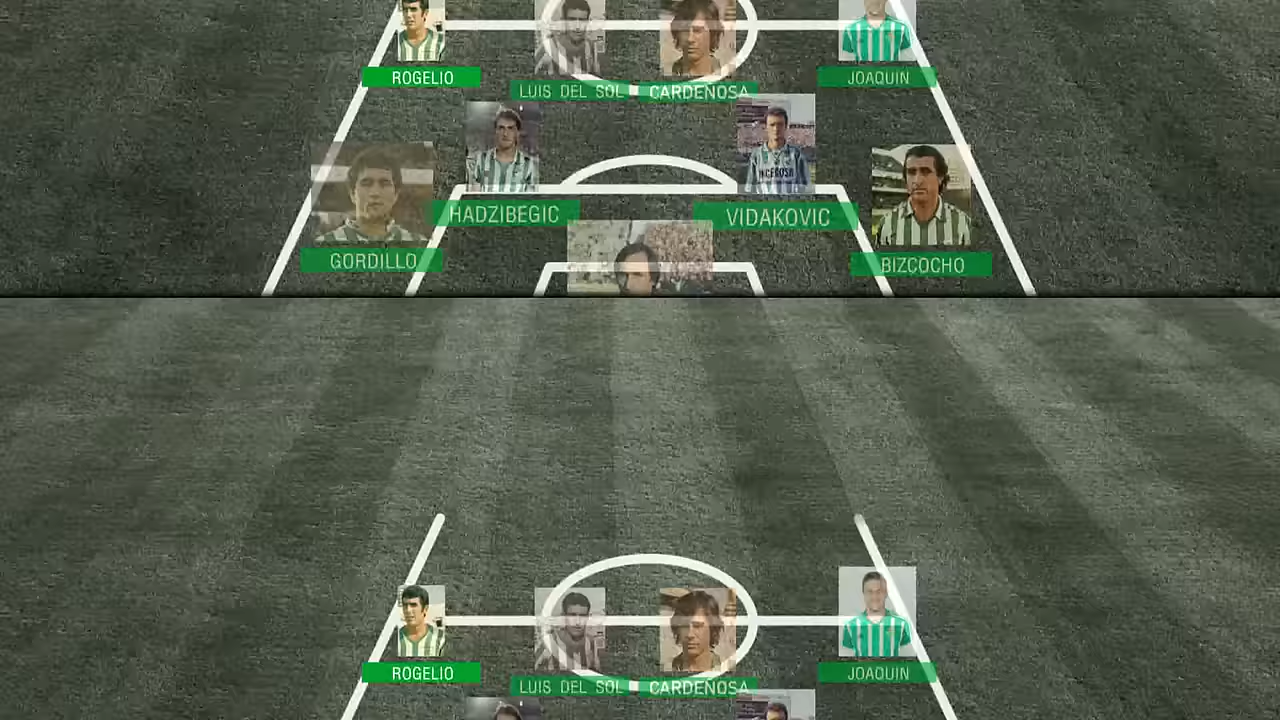 ROGELIO
LUIS DEL SOL
CARDEÑOSA
JOAQUIN
HADZIBEGIC
VIDAKOVIC
GORDILLO
BIZCOCHO
ROGELIO
LUIS DEL SOL
CARDEÑOSA
JOAQUIN